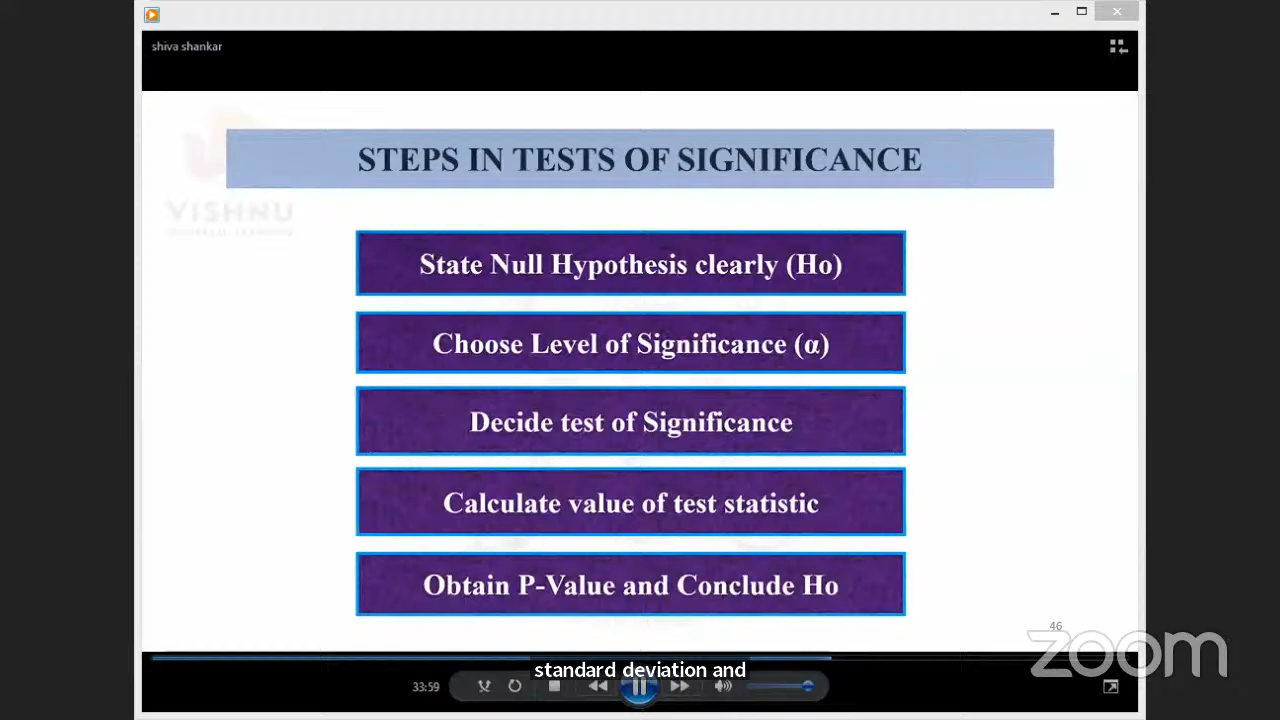 shiva shankar
STEPS IN TESTS OF SIGNIFICANCE
VISHNU
State Null Hypothesis clearly (Ho)
Choose Level of Significance (α)
Decide test of Significance
Calculate value of test statistic
Obtain P-Value and Conclude Ho
46
zoom
standard deviation and
33:59